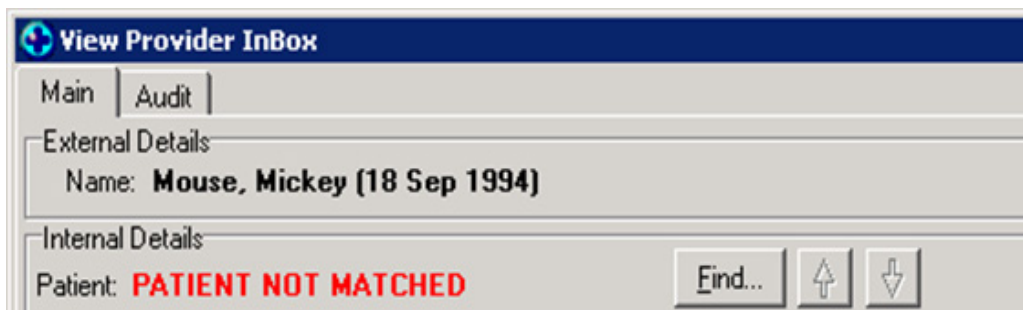 View Provider InBox
Main Audit
External Details
Name: Mouse, Mickey (18 Sep 1994)
Internal Details
Patient: PATIENT NOT MATCHED Find...